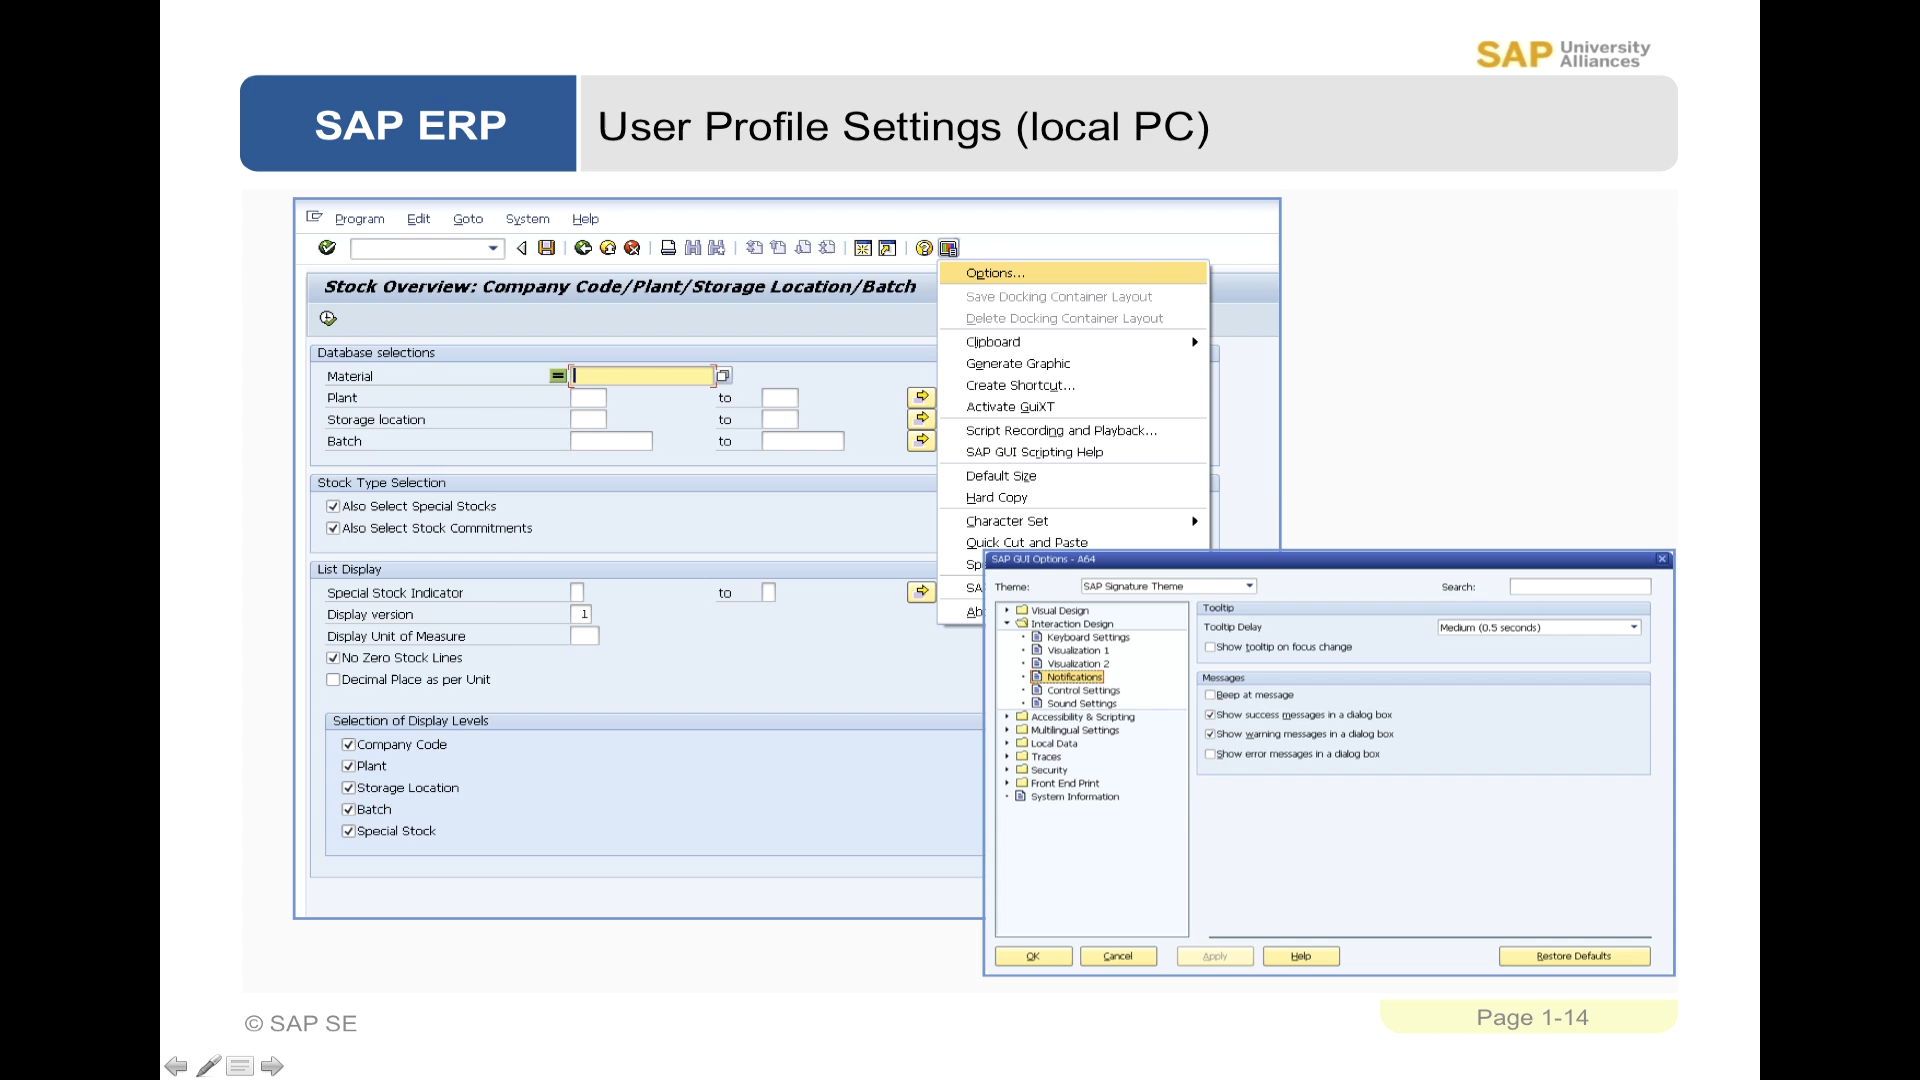 SAP University Alliances
SAP ERP
User Profile Settings (local PC)
Program Edit Goto System Help
Stock Overview: Company Code/Plant/Storage Location/Batch
Database selections
Material
Plant to
Storage location to
Batch to
Stock Type Selection
Also Select Special Stocks
Also Select Stock Commitments
List Display
Special Stock Indicator to
Display version 1
Display Unit of Measure
No Zero Stock Lines
Decimal Place as per Unit
Selection of Display Levels
Company Code
Plant
Storage Location
Batch
Special Stock
Options...
Save Docking Container Layout
Delete Docking Container Layout
Clipboard
Generate Graphic
Create Shortcut...
Activate GuiXT
Script Recording and Playback...
SAP GUI Scripting Help
Default Size
Hard Copy
Character Set
Quick Cut and Paste
Sp
SA
Ab
SAP GUI Options - A64
Theme: SAP Signature Theme Search:
Visual Design
Interaction Design
Keyboard Settings
Visualization 1
Visualization 2
Notifications
Control Settings
Sound Settings
Accessibility & Scripting
Multilingual Settings
Local Data
Traces
Security
Front End Print
System Information
Tooltip
Tooltip Delay Medium (0.5 seconds)
Show tooltip on focus change
Messages
Beep at message
Show success messages in a dialog box
Show warning messages in a dialog box
Show error messages in a dialog box
OK Cancel Apply Help Restore Defaults
© SAP SE
Page 1-14